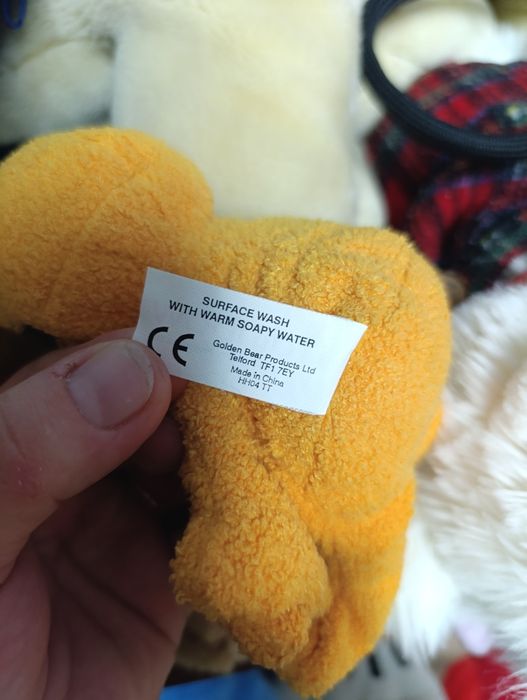 SURFACE WASH
WITH WARM SOAPY WATER
CE
Golden Bear Products Ltd
Telford TF1 7EY
Made in China
HH04 TT